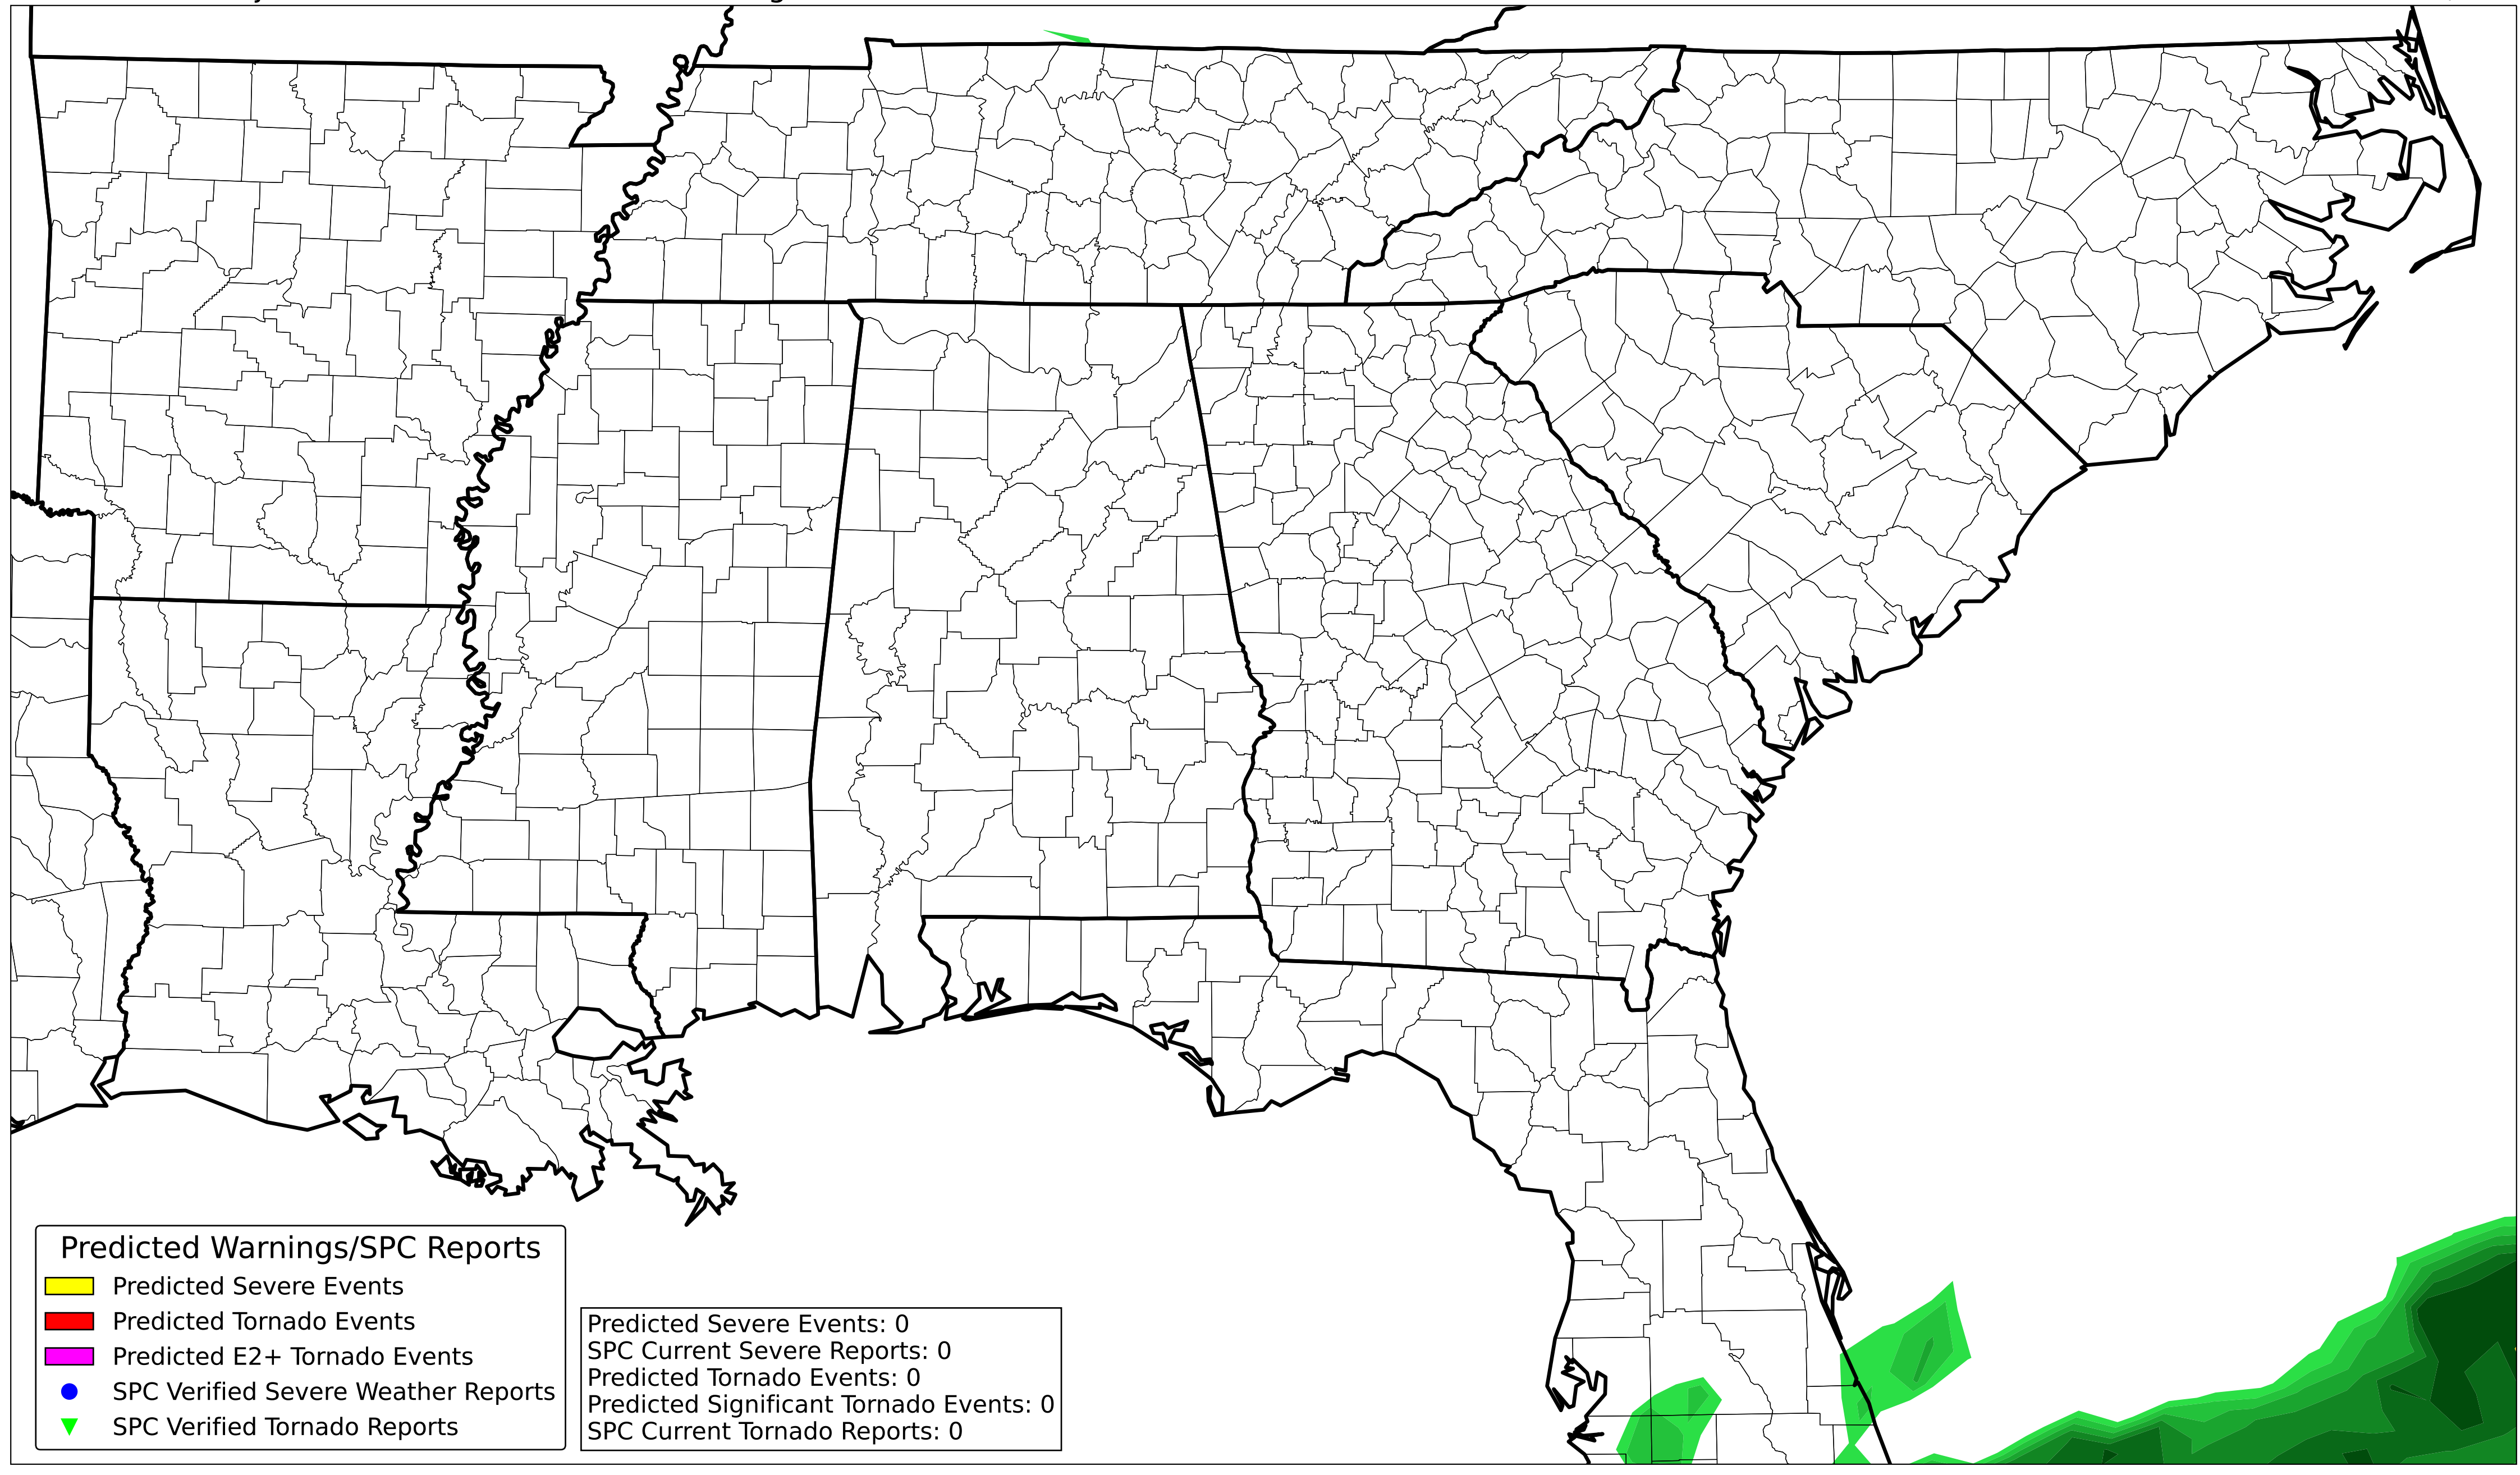 Predicted Warnings/SPC Reports
Predicted Severe Events
Predicted Tornado Events
Predicted E2+ Tornado Events
SPC Verified Severe Weather Reports
SPC Verified Tornado Reports
Predicted Severe Events: 0
SPC Current Severe Reports: 0
Predicted Tornado Events: 0
Predicted Significant Tornado Events: 0
SPC Current Tornado Reports: 0